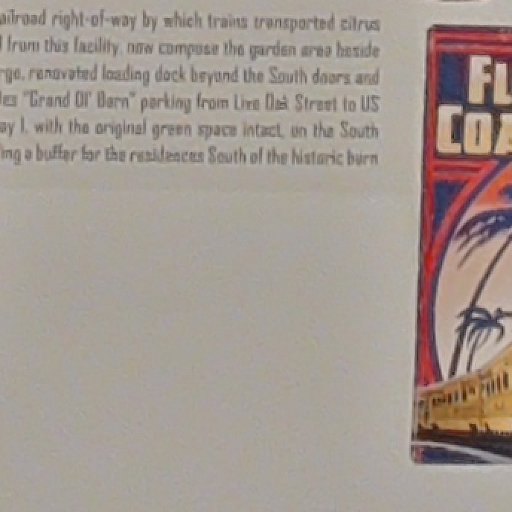 ailroad right-of-way by which trains transported citrus
from this facility, now compose the garden area beside
rge, renovated loading dock beyond the South doors and
des "Grand Ol' Barn" parking from Live Oak Street to US
ay 1, with the original green space intact, on the South
ing a buffer for the residences South of the historic barn
FL
COA